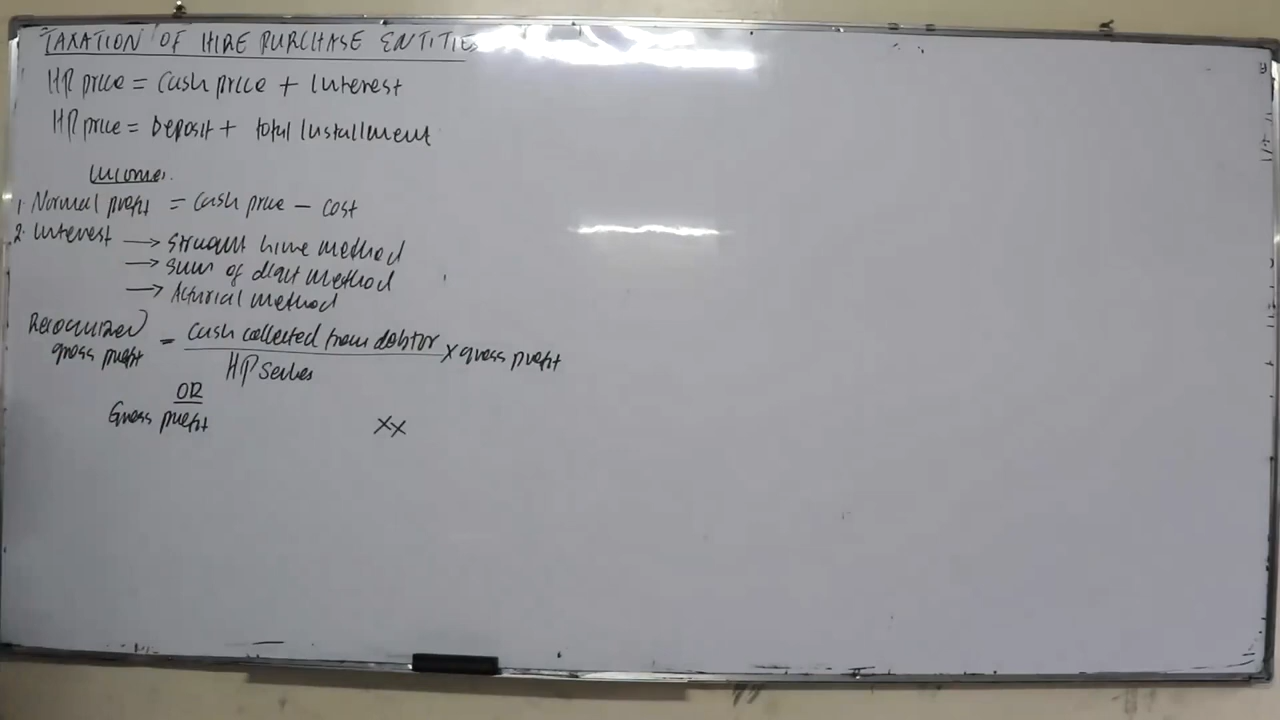 TAXATION OF HIRE PURCHASE ENTITIES
HP price = Cash price + Interest
HP price = Deposit + total Installment
Income.
1. Normal profit = Cash price - cost
2. Interest → Straight line method
→ Sum of digit method
→ Acturial method
Recognized gross profit = Cash collected from debtor / HP Sales x gross profit
OR
Gross profit xx